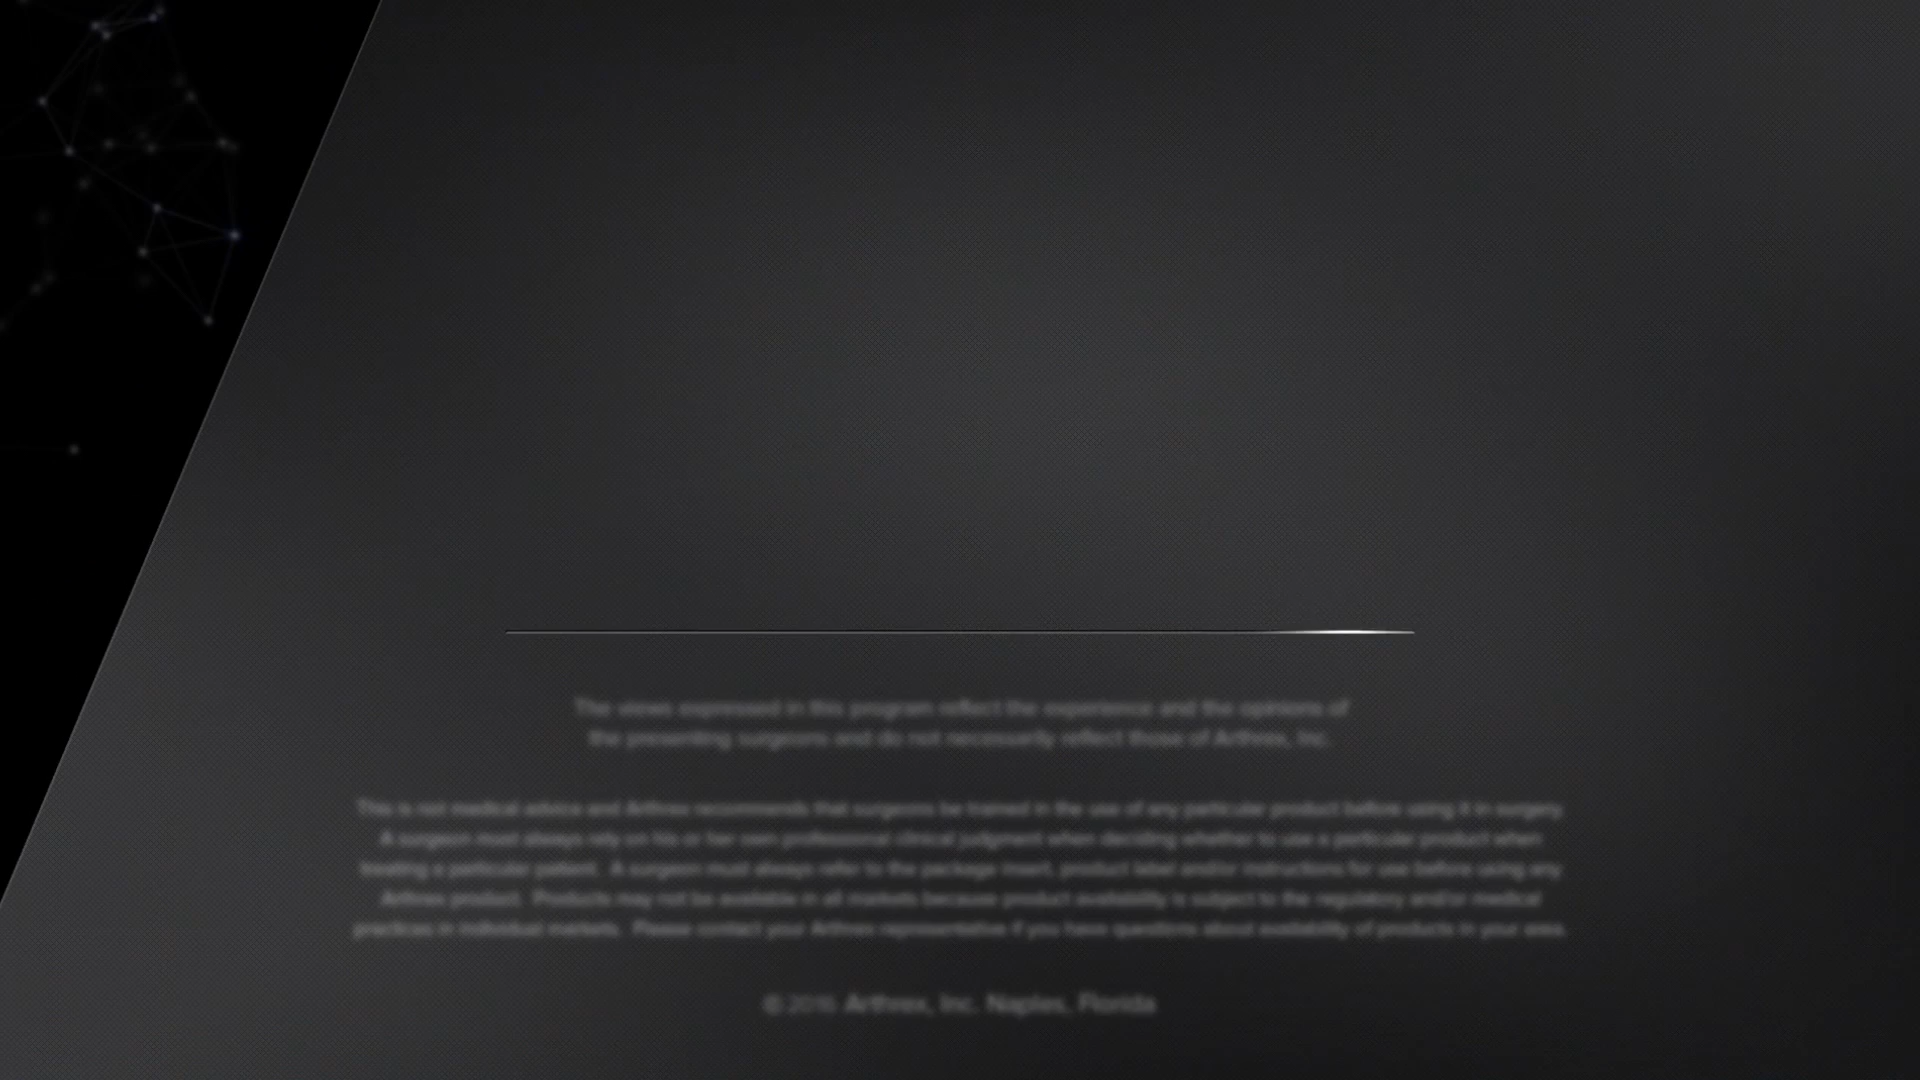 The views expressed in this program reflect the experience and the opinions of
the presenting surgeons and do not necessarily reflect those of Arthrex, Inc.
This is not medical advice and Arthrex recommends that surgeons be trained in the use of any particular product before using it in surgery.
A surgeon must always rely on his or her own professional clinical judgment when deciding whether to use a particular product when
treating a particular patient. A surgeon must always refer to the package insert, product label and/or instructions for use before using any
Arthrex product. Products may not be available in all markets because product availability is subject to the regulatory and/or medical
practices in individual markets. Please contact your Arthrex representative if you have questions about availability of products in your area.
© Arthrex, Inc. Naples, Florida